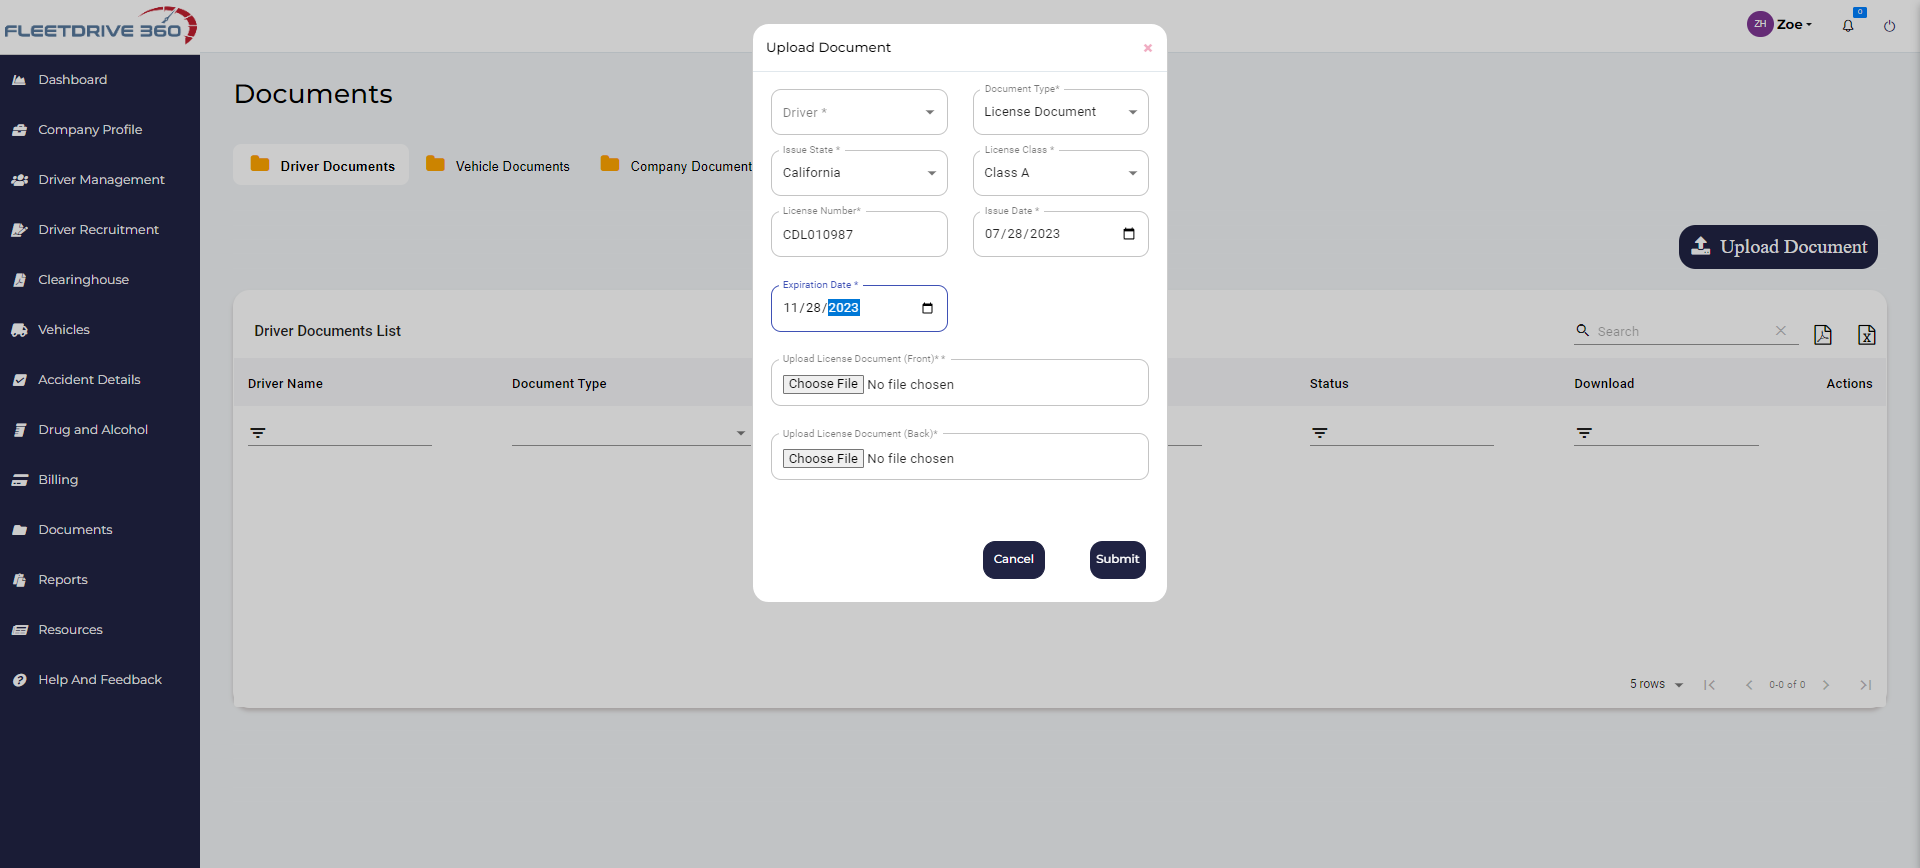 FLEETDRIVE 360
ZH Zoe
0
Dashboard
Company Profile
Driver Management
Driver Recruitment
Clearinghouse
Vehicles
Accident Details
Drug and Alcohol
Billing
Documents
Reports
Resources
Help And Feedback
Documents
Driver Documents
Vehicle Documents
Company Document
Upload Document
Driver Documents List
Search
Driver Name
Document Type
Status
Download
Actions
5 rows
0-0 of 0
Upload Document
×
Driver *
Document Type*
License Document
Issue State *
California
License Class *
Class A
License Number*
CDL010987
Issue Date *
07/28/2023
Expiration Date *
11/28/2023
Upload License Document (Front)* *
Choose File No file chosen
Upload License Document (Back)*
Choose File No file chosen
Cancel
Submit